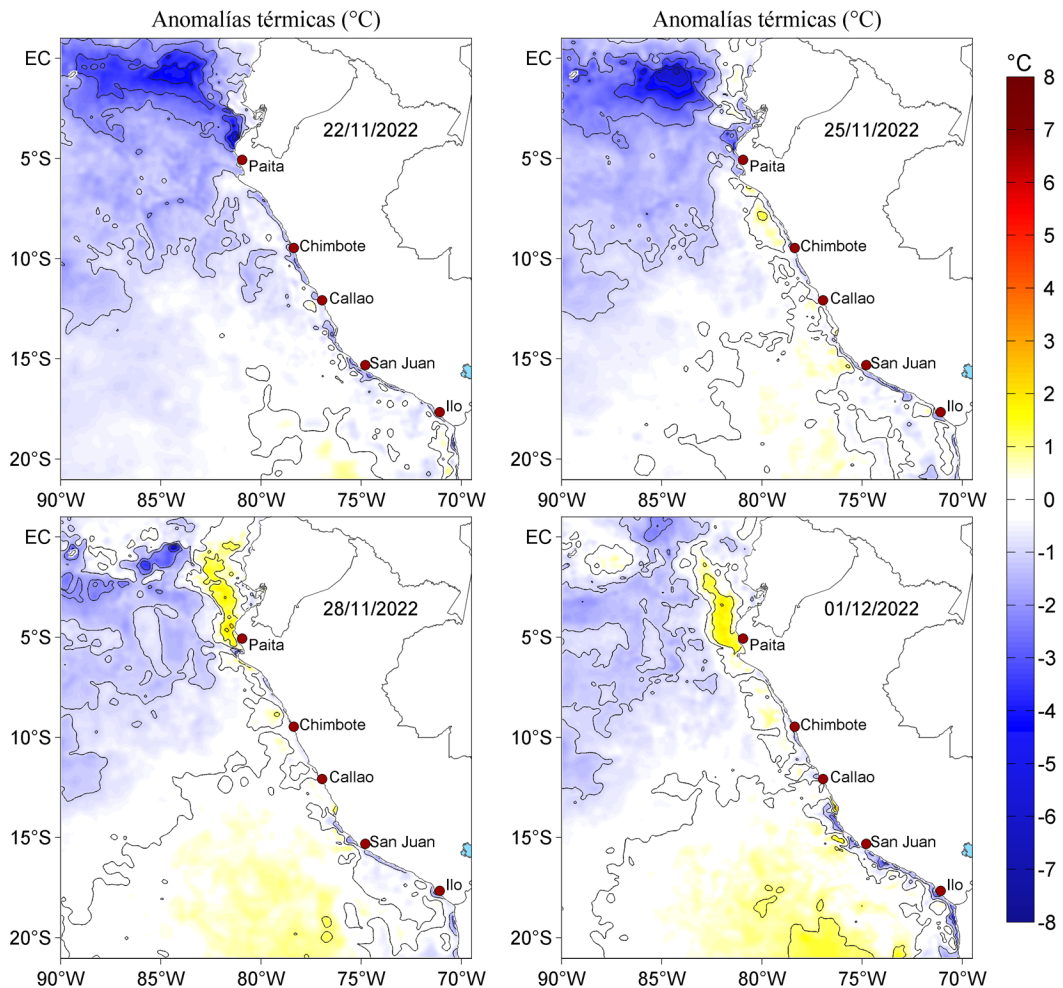 Anomalías térmicas (°C)
Anomalías térmicas (°C)
EC
5°S
10°S
15°S
20°S
90°W
85°W
80°W
75°W
70°W
22/11/2022
Paita
Chimbote
Callao
San Juan
Ilo
EC
5°S
10°S
15°S
20°S
90°W
85°W
80°W
75°W
70°W
25/11/2022
Paita
Chimbote
Callao
San Juan
Ilo
EC
5°S
10°S
15°S
20°S
90°W
85°W
80°W
75°W
70°W
28/11/2022
Paita
Chimbote
Callao
San Juan
Ilo
EC
5°S
10°S
15°S
20°S
90°W
85°W
80°W
75°W
70°W
01/12/2022
Paita
Chimbote
Callao
San Juan
Ilo
°C
8
7
6
5
4
3
2
1
0
-1
-2
-3
-4
-5
-6
-7
-8